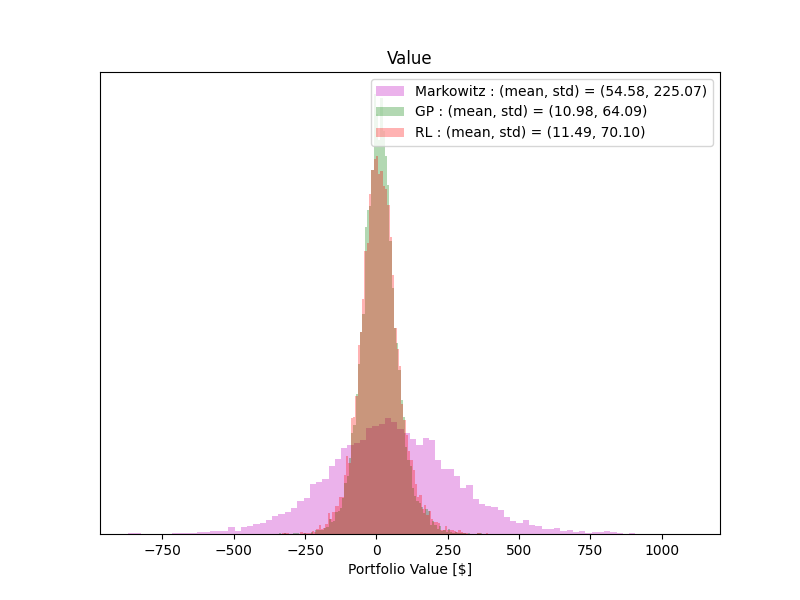 Value
Markowitz : (mean, std) = (54.58, 225.07)
GP : (mean, std) = (10.98, 64.09)
RL : (mean, std) = (11.49, 70.10)
−750 −500 −250 0 250 500 750 1000
Portfolio Value [$]